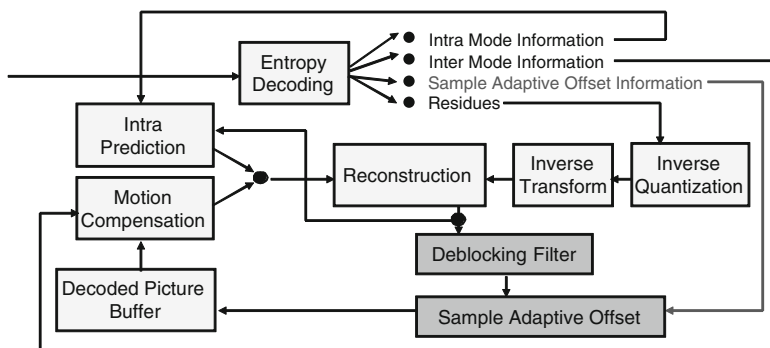 Entropy
Decoding
Intra Mode Information
Inter Mode Information
Sample Adaptive Offset Information
Residues
Intra
Prediction
Motion
Compensation
Reconstruction
Inverse
Transform
Inverse
Quantization
Deblocking Filter
Decoded Picture
Buffer
Sample Adaptive Offset